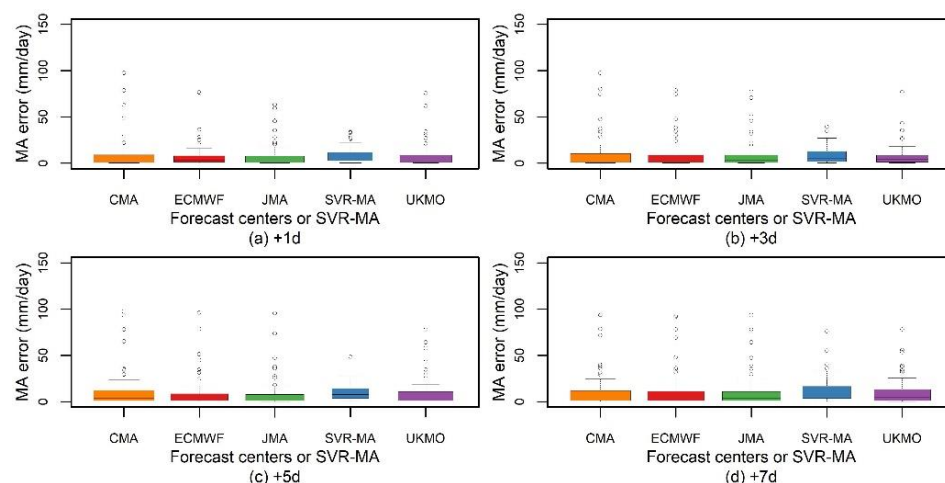 MA error (mm/day)
150
100
50
0
CMA ECMWF JMA SVR-MA UKMO
Forecast centers or SVR-MA
(a) +1d
MA error (mm/day)
150
100
50
0
CMA ECMWF JMA SVR-MA UKMO
Forecast centers or SVR-MA
(b) +3d
MA error (mm/day)
150
100
50
0
CMA ECMWF JMA SVR-MA UKMO
Forecast centers or SVR-MA
(c) +5d
MA error (mm/day)
150
100
50
0
CMA ECMWF JMA SVR-MA UKMO
Forecast centers or SVR-MA
(d) +7d